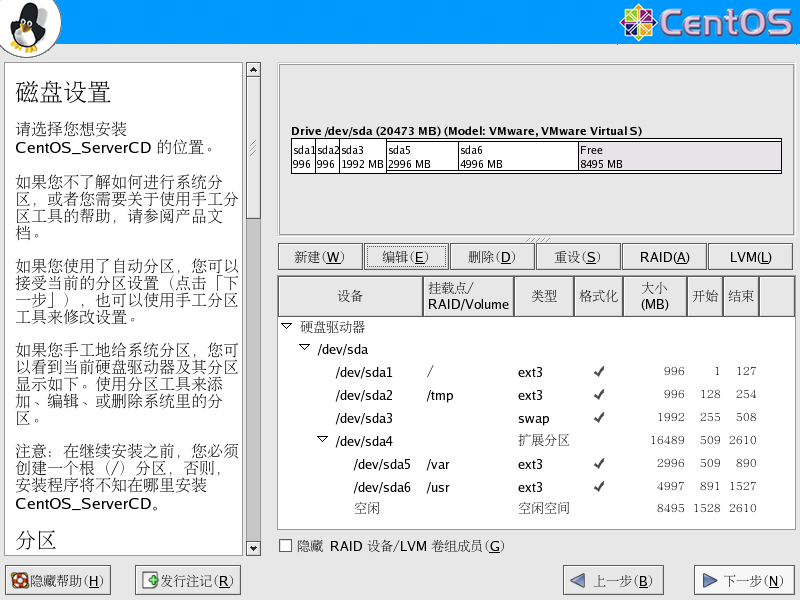 CentOS
磁盘设置
请选择您想安装
CentOS_ServerCD 的位置。
如果您不了解如何进行系统分
区，或者您需要关于使用手工分
区工具的帮助，请参阅产品文
档。
如果您使用了自动分区，您可以
接受当前的分区设置（点击「下
一步」），也可以使用手工分区
工具来修改设置。
如果您手工地给系统分区，您可
以看到当前硬盘驱动器及其分区
显示如下。使用分区工具来添
加、编辑、或删除系统里的分
区。
注意：在继续安装之前，您必须
创建一个根（/）分区，否则，
安装程序将不知在哪里安装
CentOS_ServerCD。
分区
Drive /dev/sda (20473 MB) (Model: VMware, VMware Virtual S)
sda1 sda2 sda3 sda5 sda6 Free
996 996 1992 MB 2996 MB 4996 MB 8495 MB
新建(W) 编辑(E) 删除(D) 重设(S) RAID(A) LVM(L)
设备 挂载点/RAID/Volume 类型 格式化 大小(MB) 开始 结束
硬盘驱动器
/dev/sda
/dev/sda1 / ext3 ✔ 996 1 127
/dev/sda2 /tmp ext3 ✔ 996 128 254
/dev/sda3 swap ✔ 1992 255 508
/dev/sda4 扩展分区 16489 509 2610
/dev/sda5 /var ext3 ✔ 2996 509 890
/dev/sda6 /usr ext3 ✔ 4997 891 1527
空闲 空闲空间 8495 1528 2610
隐藏 RAID 设备/LVM 卷组成员(G)
隐藏帮助(H) 发行注记(R) 上一步(B) 下一步(N)